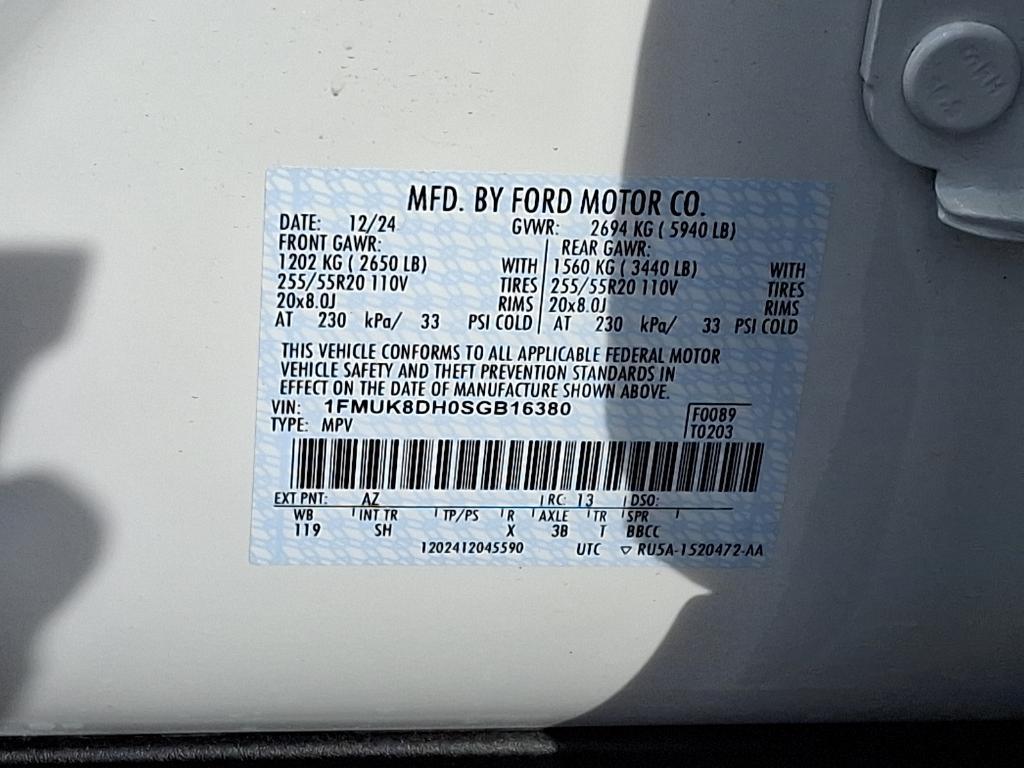 MFD. BY FORD MOTOR CO.
DATE: 12/24 GVWR: 2694 KG ( 5940 LB)
FRONT GAWR: REAR GAWR:
1202 KG ( 2650 LB) WITH 1560 KG ( 3440 LB) WITH
255/55R20 110V TIRES 255/55R20 110V TIRES
20x8.0J RIMS 20x8.0J RIMS
AT 230 kPa/ 33 PSI COLD AT 230 kPa/ 33 PSI COLD
THIS VEHICLE CONFORMS TO ALL APPLICABLE FEDERAL MOTOR
VEHICLE SAFETY AND THEFT PREVENTION STANDARDS IN
EFFECT ON THE DATE OF MANUFACTURE SHOWN ABOVE.
VIN: 1FMUK8DH0SGB16380 F0089
TYPE: MPV T0203
EXT PNT: AZ RC: 13 DSO:
WB INT TR TP/PS R AXLE TR SPR
119 SH X 3B T BBCC
1202412045590 UTC ▽ RU5A-1520472-AA